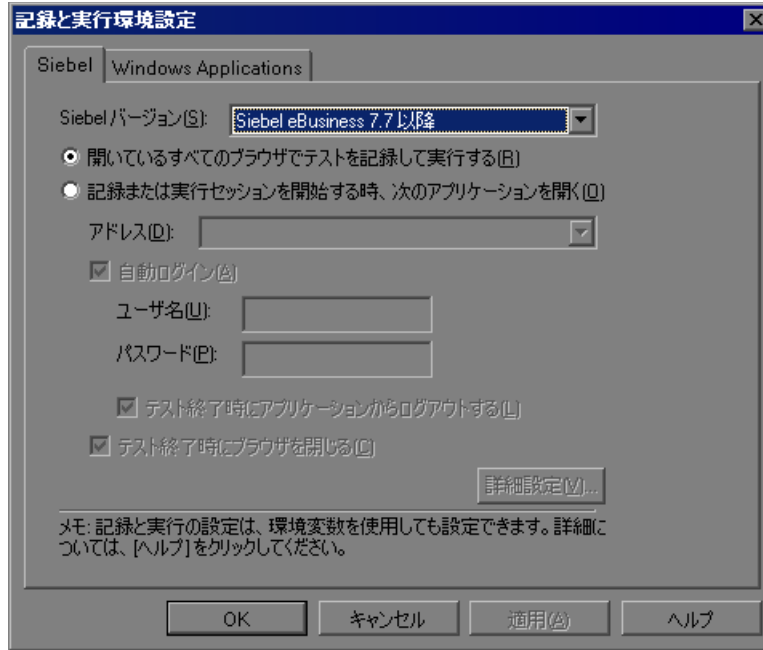 記録と実行環境設定
Siebel
Windows Applications
Siebel バージョン(S):
Siebel eBusiness 7.7 以降
開いているすべてのブラウザでテストを記録して実行する(R)
記録または実行セッションを開始する時、次のアプリケーションを開く(O)
アドレス(D):
自動ログイン(A)
ユーザ名(U):
パスワード(P):
テスト終了時にアプリケーションからログアウトする(L)
テスト終了時にブラウザを閉じる(C)
詳細設定(V)...
メモ: 記録と実行の設定は、環境変数を使用しても設定できます。詳細に
ついては、[ヘルプ] をクリックしてください。
OK
キャンセル
適用(A)
ヘルプ